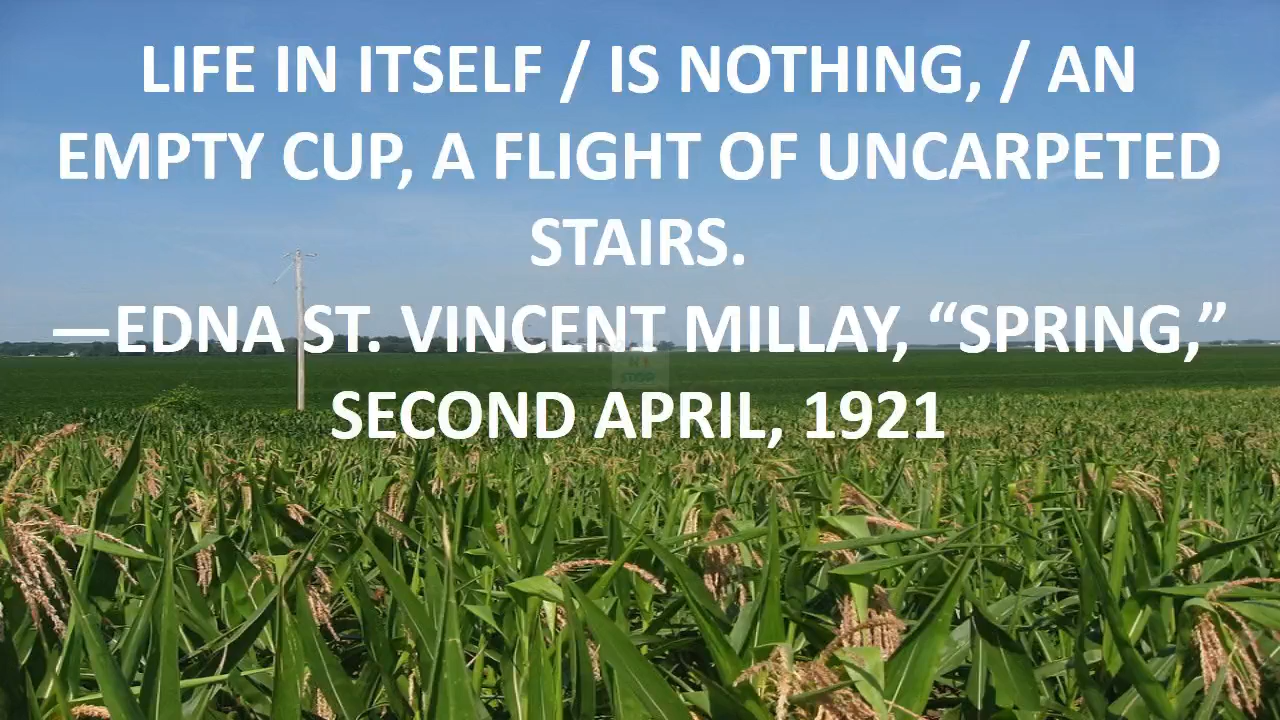 LIFE IN ITSELF / IS NOTHING, / AN
EMPTY CUP, A FLIGHT OF UNCARPETED
STAIRS.
—EDNA ST. VINCENT MILLAY, “SPRING,”
SECOND APRIL, 1921